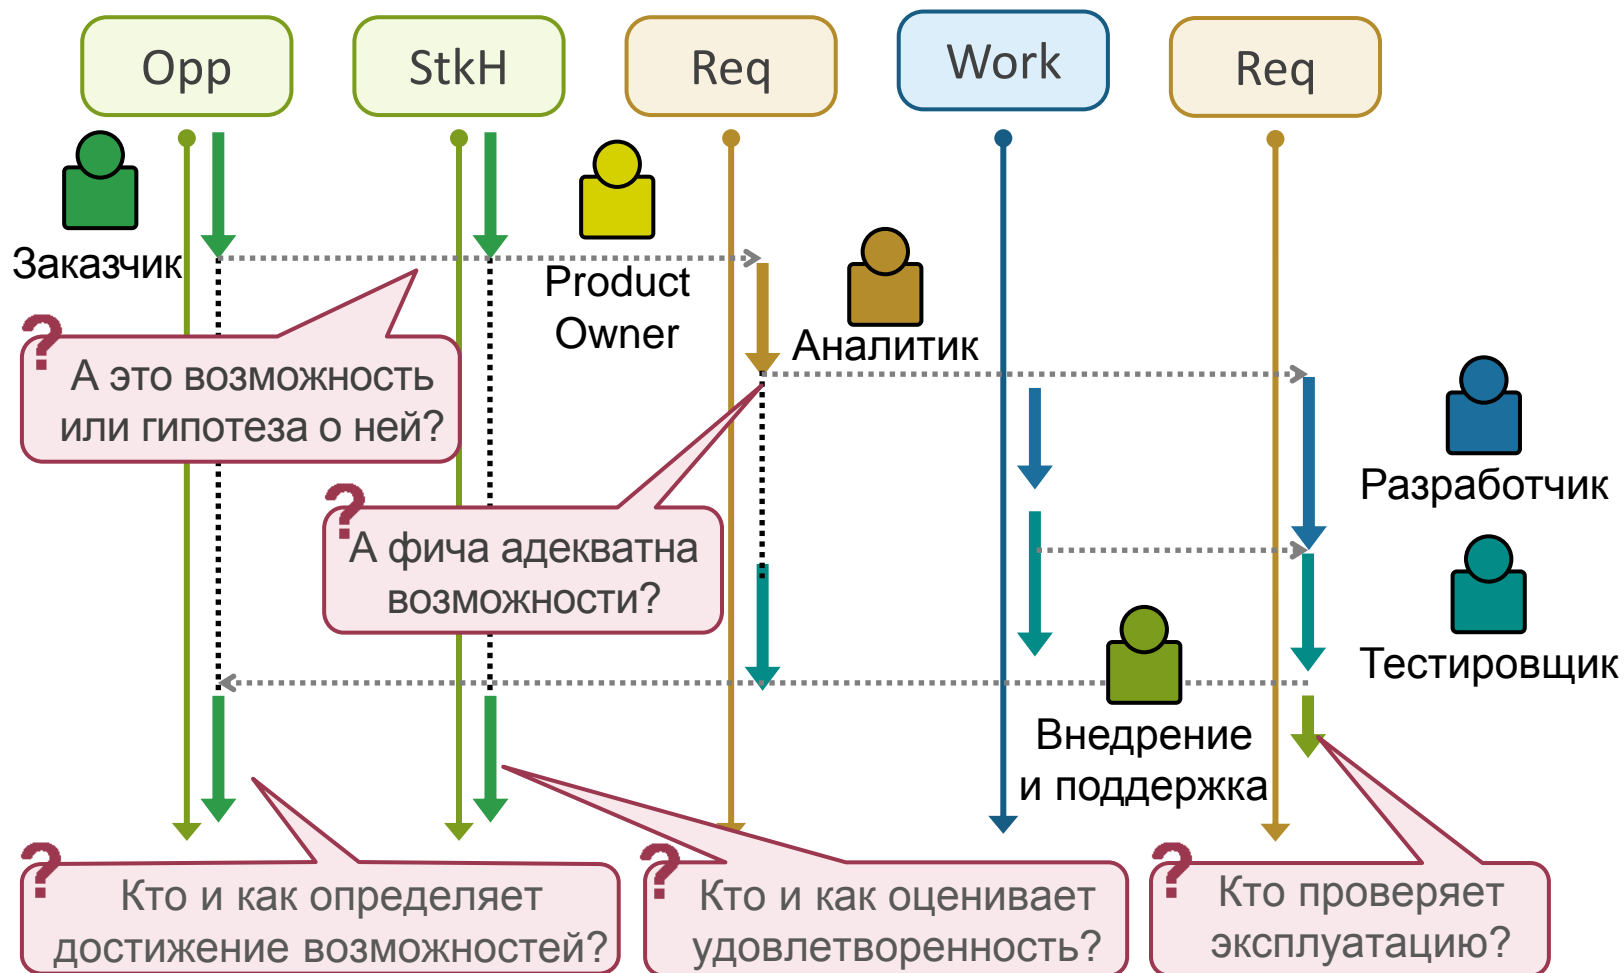 Opp
StkH
Req
Work
Req
Заказчик
Product
Owner
Аналитик
?
А это возможность
или гипотеза о ней?
Разработчик
?
А фича адекватна
возможности?
Тестировщик
Внедрение
и поддержка
?
Кто и как определяет
достижение возможностей?
?
Кто и как оценивает
удовлетворенность?
?
Кто проверяет
эксплуатацию?